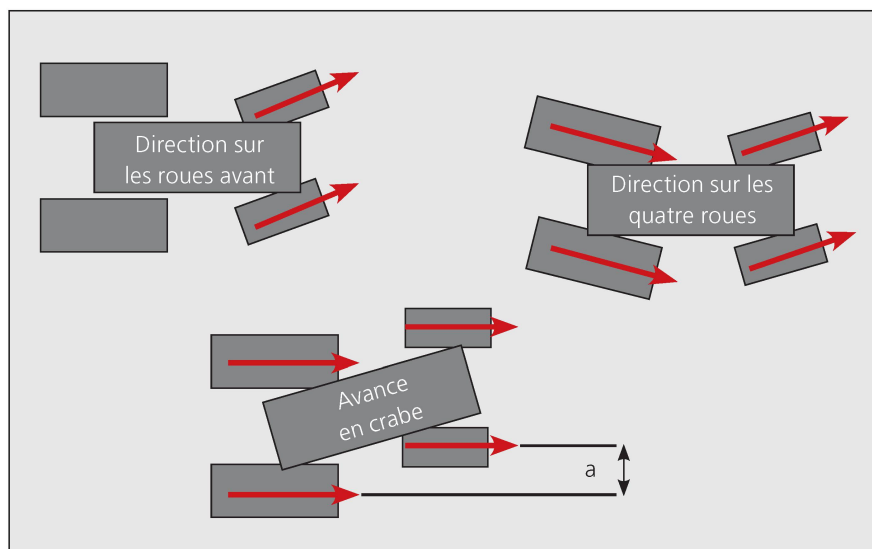 Direction sur
les roues avant
Direction sur les
quatre roues
Avance
en crabe
a